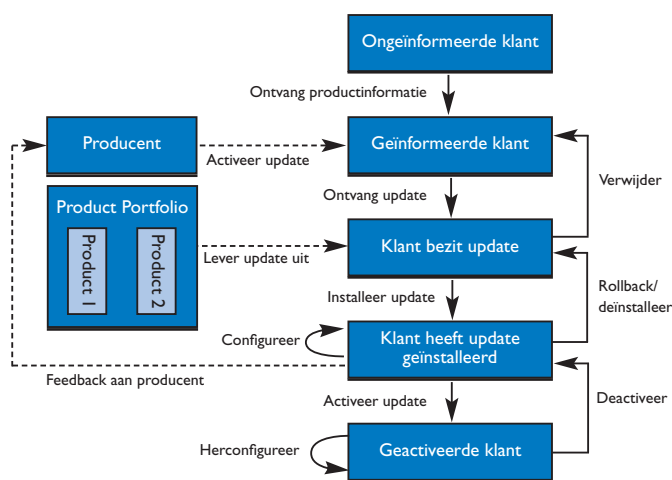 Ongeïnformeerde klant
Ontvang productinformatie
Producent
Activeer update
Geïnformeerde klant
Verwijder
Ontvang update
Product Portfolio
Product 1
Product 2
Lever update uit
Klant bezit update
Rollback/
deïnstalleer
Installeer update
Configureer
Klant heeft update
geïnstalleerd
Feedback aan producent
Activeer update
Deactiveer
Herconfigureer
Geactiveerde klant